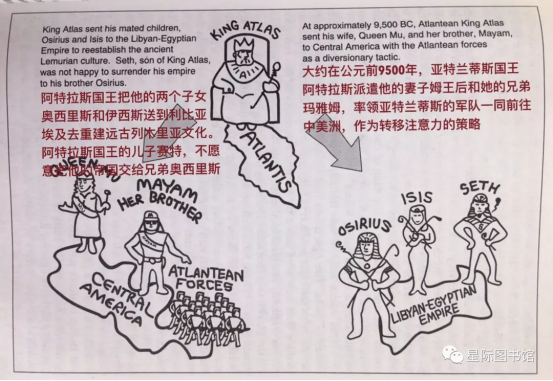 King Atlas sent his mated children,
Osirius and Isis to the Libyan-Egyptian
Empire to reestablish the ancient
Lemurian culture. Seth, son of King Atlas,
was not happy to surrender his empire
to his brother Osirius.
阿特拉斯国王把他的两个子女
奥西里斯和伊西斯送到利比亚
埃及去重建远古列木里亚文化。
阿特拉斯国王的儿子赛特，不愿
意把他的帝国交给兄弟奥西里斯
KING ATLAS
ATLANTIS
At approximately 9,500 BC, Atlantean King Atlas
sent his wife, Queen Mu, and her brother, Mayam,
to Central America with the Atlantean forces
as a diversionary tactic.
大约在公元前9500年，亚特兰蒂斯国王
阿特拉斯派遣他的妻子姆王后和她的兄弟
玛雅姆，率领亚特兰蒂斯的军队一同前往
中美洲，作为转移注意力的策略
QUEEN MU
MAYAM
HER BROTHER
ATLANTEAN
FORCES
CENTRAL
AMERICA
OSIRIUS
ISIS
SETH
LIBYAN-EGYPTIAN
EMPIRE
星际图书馆